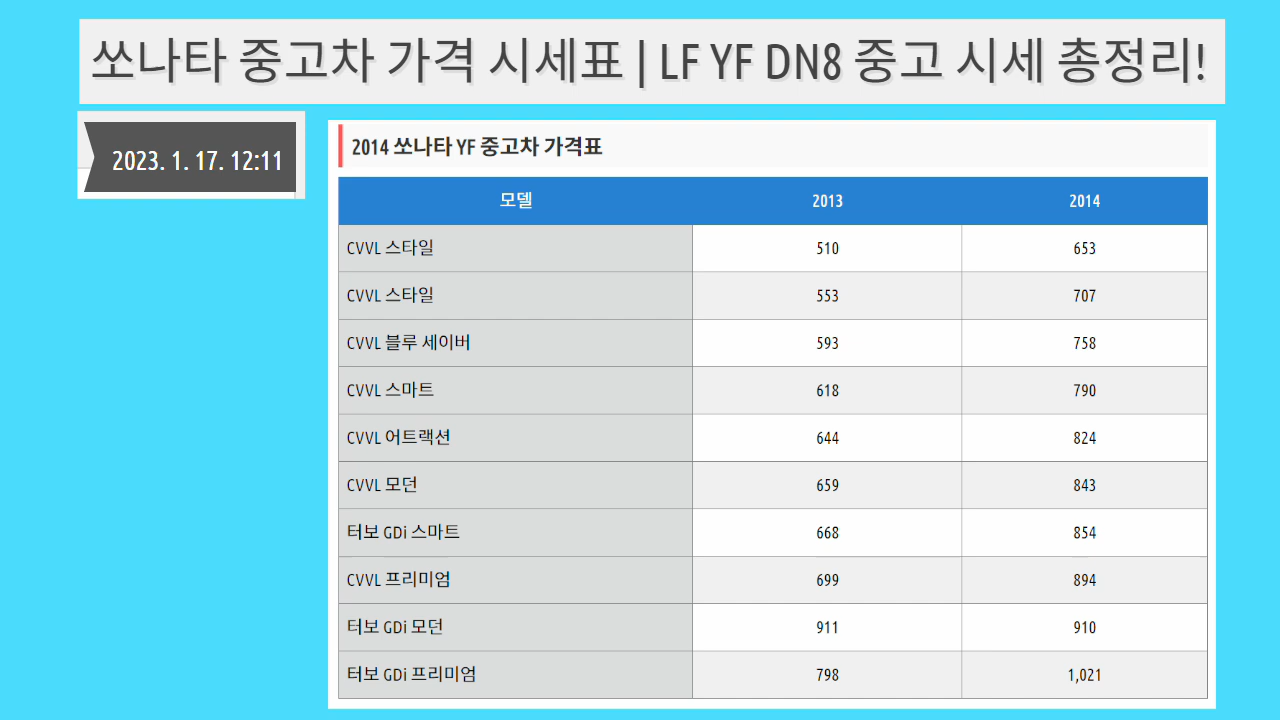 쏘나타 중고차 가격 시세표 | LF YF DN8 중고 시세 총정리!
2023. 1. 17. 12:11
2014 쏘나타 YF 중고차 가격표
모델 2013 2014
CVVL 스타일 510 653
CVVL 스타일 553 707
CVVL 블루 세이버 593 758
CVVL 스마트 618 790
CVVL 어트랙션 644 824
CVVL 모던 659 843
터보 GDi 스마트 668 854
CVVL 프리미엄 699 894
터보 GDi 모던 911 910
터보 GDi 프리미엄 798 1,021